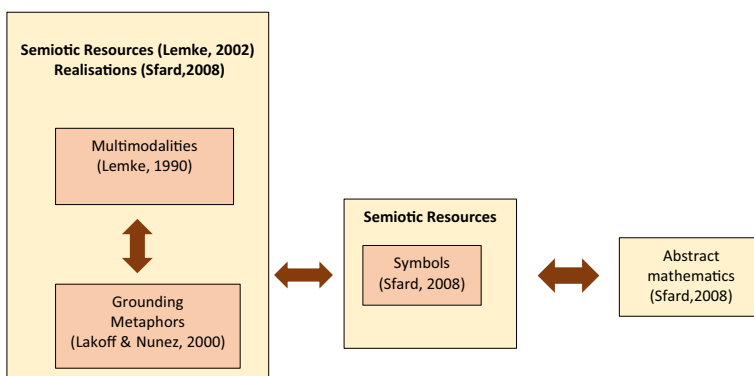 Semiotic Resources (Lemke, 2002)
Realisations (Sfard,2008)
Multimodalities
(Lemke, 1990)
Grounding
Metaphors
(Lakoff & Nunez, 2000)
Semiotic Resources
Symbols
(Sfard, 2008)
Abstract
mathematics
(Sfard,2008)